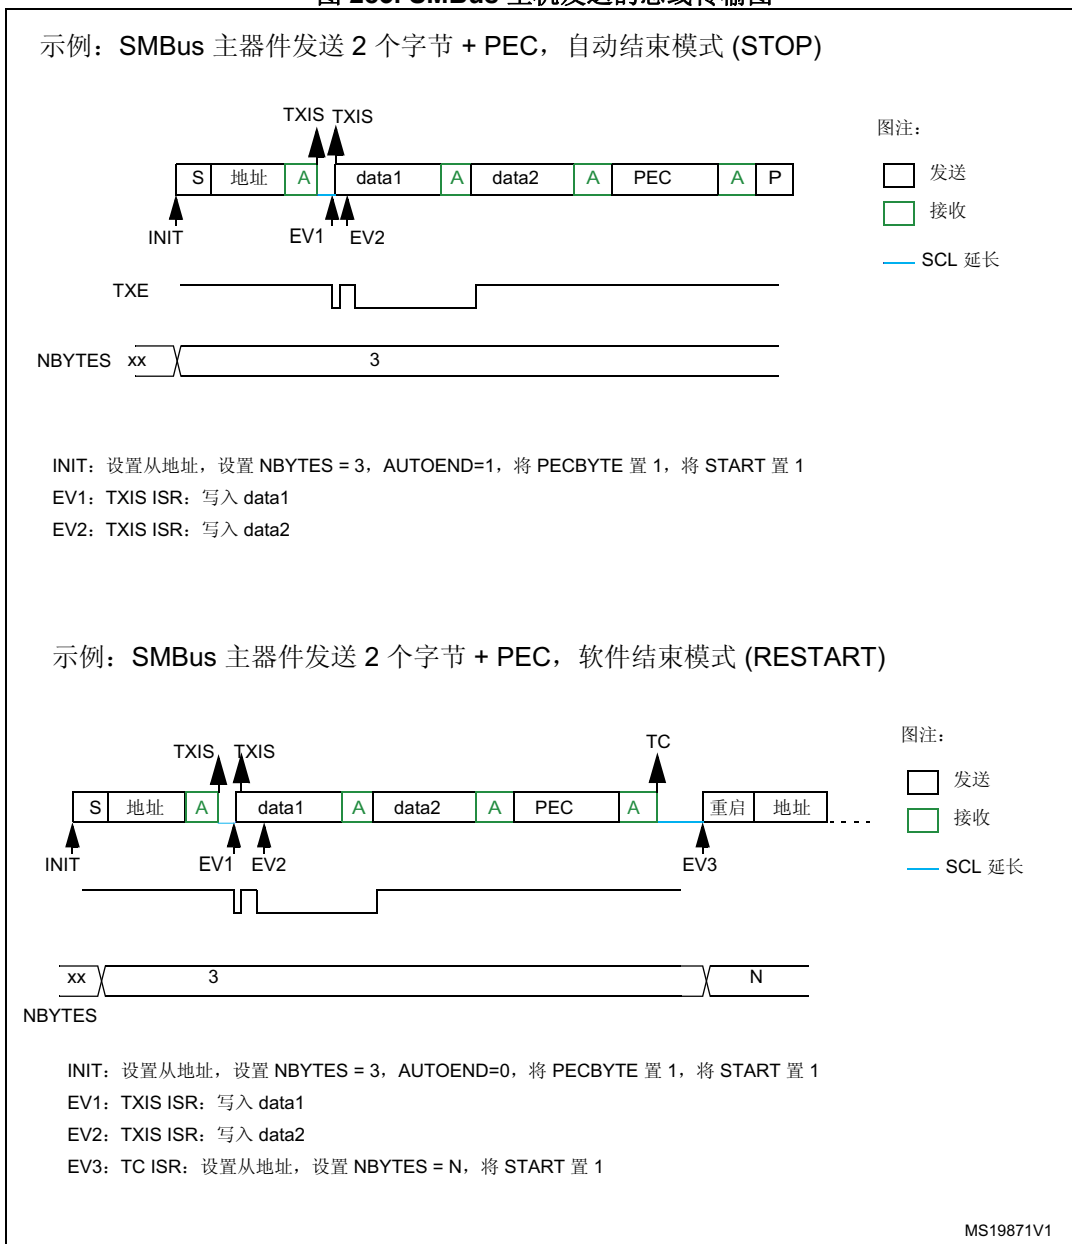 示例：SMBus 主器件发送 2 个字节 + PEC，自动结束模式 (STOP)
TXIS TXIS
图注：
S 地址 A data1 A data2 A PEC A P
发送
接收
INIT EV1 EV2
SCL 延长
TXE
NBYTES xx 3
INIT：设置从地址，设置 NBYTES = 3，AUTOEND=1，将 PECBYTE 置 1，将 START 置 1
EV1：TXIS ISR：写入 data1
EV2：TXIS ISR：写入 data2
示例：SMBus 主器件发送 2 个字节 + PEC，软件结束模式 (RESTART)
TXIS TXIS TC
图注：
S 地址 A data1 A data2 A PEC A 重启 地址
发送
接收
INIT EV1 EV2 EV3
SCL 延长
xx 3 N
NBYTES
INIT：设置从地址，设置 NBYTES = 3，AUTOEND=0，将 PECBYTE 置 1，将 START 置 1
EV1：TXIS ISR：写入 data1
EV2：TXIS ISR：写入 data2
EV3：TC ISR：设置从地址，设置 NBYTES = N，将 START 置 1
MS19871V1